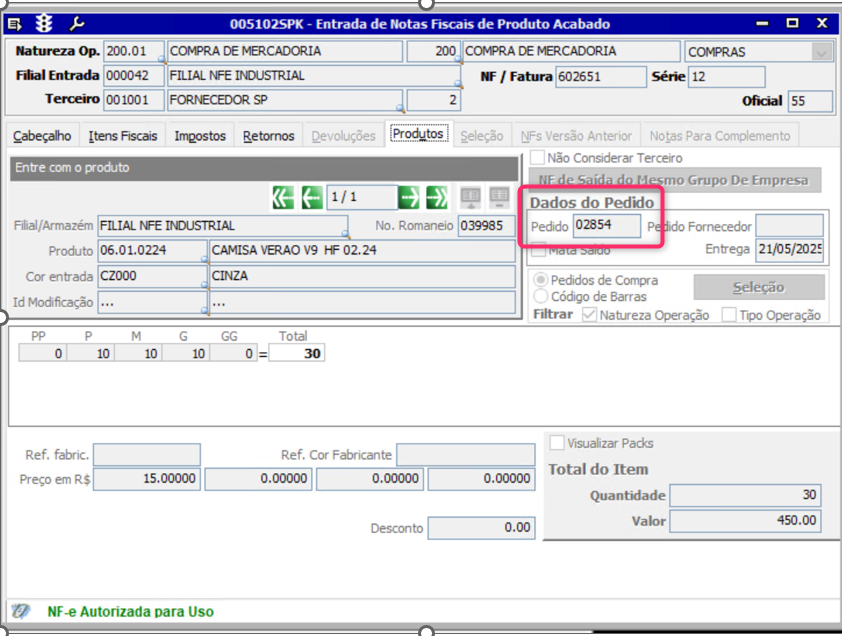 005102SPK - Entrada de Notas Fiscais de Produto Acabado
Natureza Op. 200.01 COMPRA DE MERCADORIA 200 COMPRA DE MERCADORIA COMPRAS
Filial Entrada 000042 FILIAL NFE INDUSTRIAL NF / Fatura 602651 Série 12
Terceiro 001001 FORNECEDOR SP 2 Oficial 55
Cabeçalho Itens Fiscais Impostos Retornos Devoluções Produtos Seleção NFs Versão Anterior Notas Para Complemento
Entre com o produto
Não Considerar Terceiro
NF de Saída do Mesmo Grupo De Empresa
1 / 1
Dados do Pedido
Filial/Armazém FILIAL NFE INDUSTRIAL No. Romaneio 039985
Pedido 02854 Pedido Fornecedor
Produto 06.01.0224 CAMISA VERAO V9 HF 02.24
Mata Saldo Entrega 21/05/2025
Cor entrada CZ000 CINZA
Pedidos de Compra
Código de Barras
Seleção
Id Modificação ... ...
Filtrar Natureza Operação Tipo Operação
PP P M G GG Total
0 10 10 10 0 = 30
Ref. fabric. Ref. Cor Fabricante
Preço em R$ 15.00000 0.00000 0.00000 0.00000
Desconto 0.00
Visualizar Packs
Total do Item
Quantidade 30
Valor 450.00
NF-e Autorizada para Uso